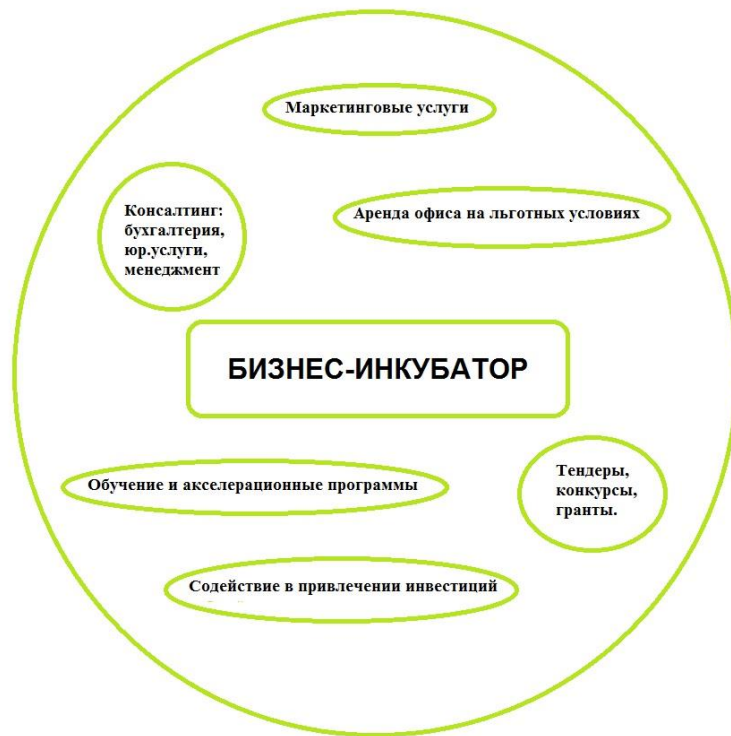 Маркетинговые услуги
Консалтинг:
бухгалтерия,
юр.услуги,
менеджмент
Аренда офиса на льготных условиях
БИЗНЕС-ИНКУБАТОР
Обучение и акселерационные программы
Тендеры,
конкурсы,
гранты.
Содействие в привлечении инвестиций